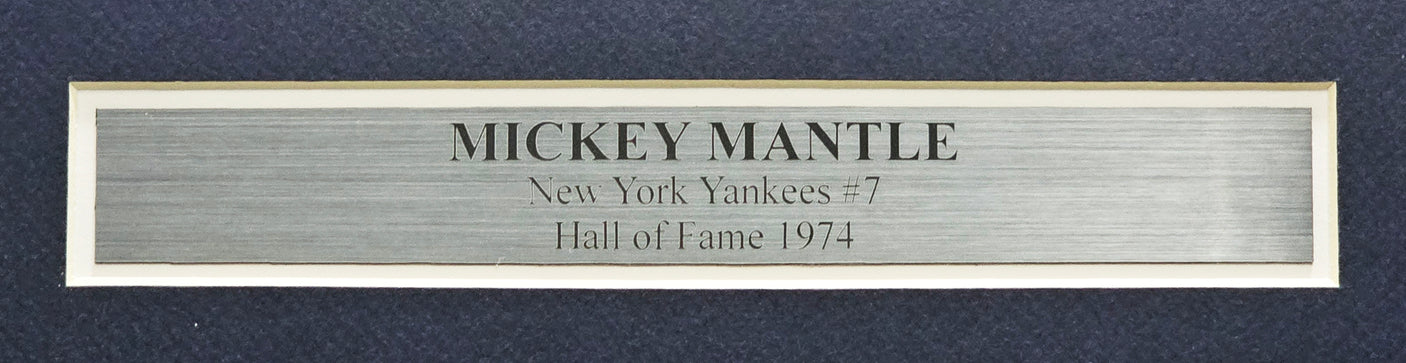 MICKEY MANTLE
New York Yankees #7
Hall of Fame 1974